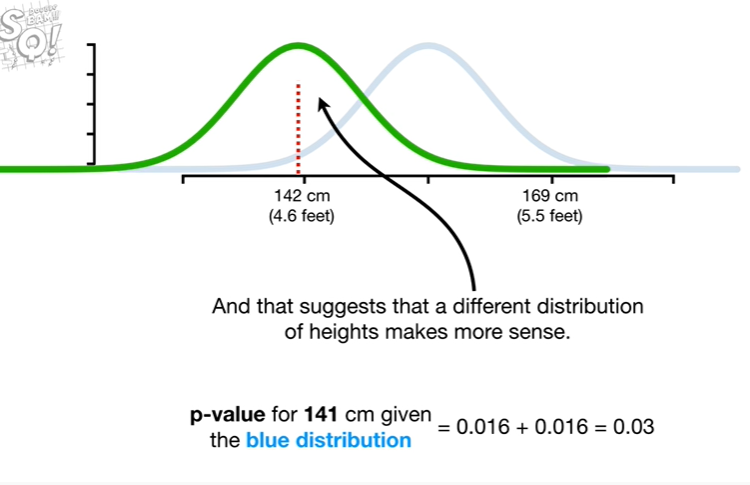 SQ!
142 cm
(4.6 feet)
169 cm
(5.5 feet)
And that suggests that a different distribution
of heights makes more sense.
p-value for 141 cm given
the blue distribution
= 0.016 + 0.016 = 0.03